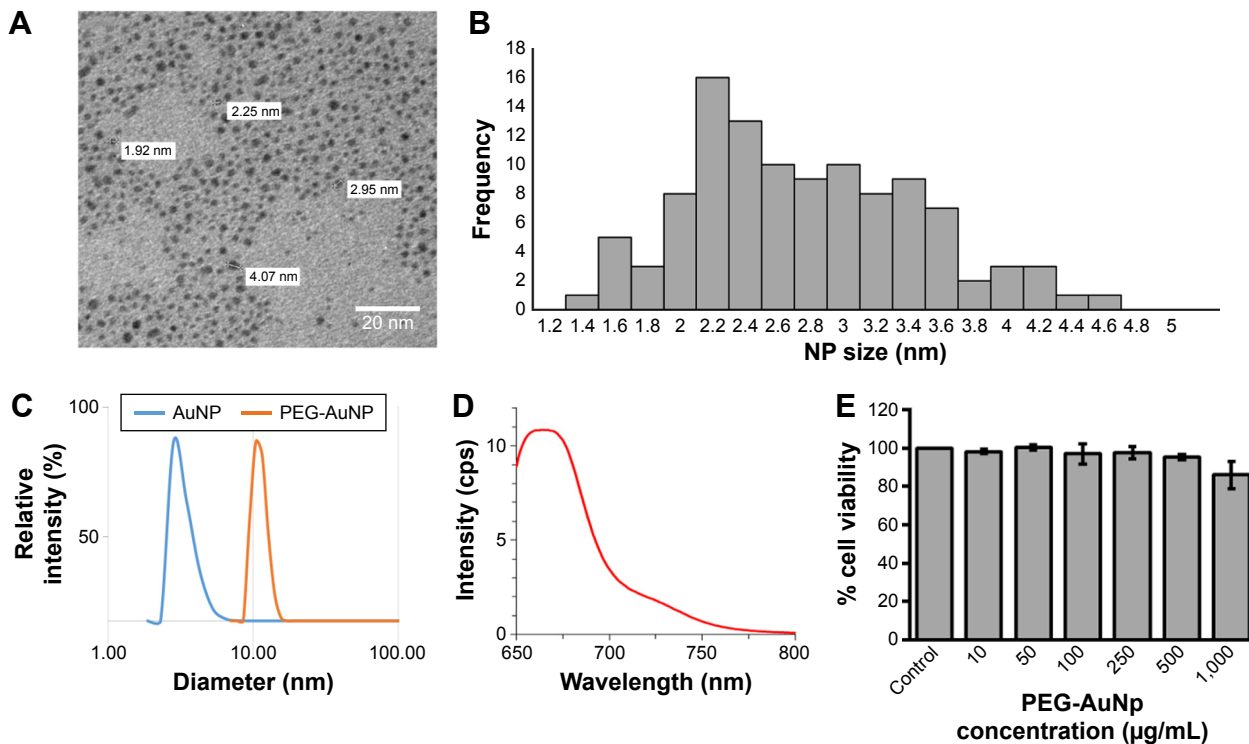 A
2.25 nm
1.92 nm
2.95 nm
4.07 nm
20 nm
B
Frequency
18
16
14
12
10
8
6
4
2
0
1.2 1.4 1.6 1.8 2 2.2 2.4 2.6 2.8 3 3.2 3.4 3.6 3.8 4 4.2 4.4 4.6 4.8 5
NP size (nm)
C
AuNP PEG-AuNP
Relative
intensity (%)
100
50
1.00 10.00 100.00
Diameter (nm)
D
Intensity (cps)
10
5
0
650 700 750 800
Wavelength (nm)
E
% cell viability
120
100
80
60
40
20
0
Control 10 50 100 250 500 1,000
PEG-AuNp
concentration (µg/mL)